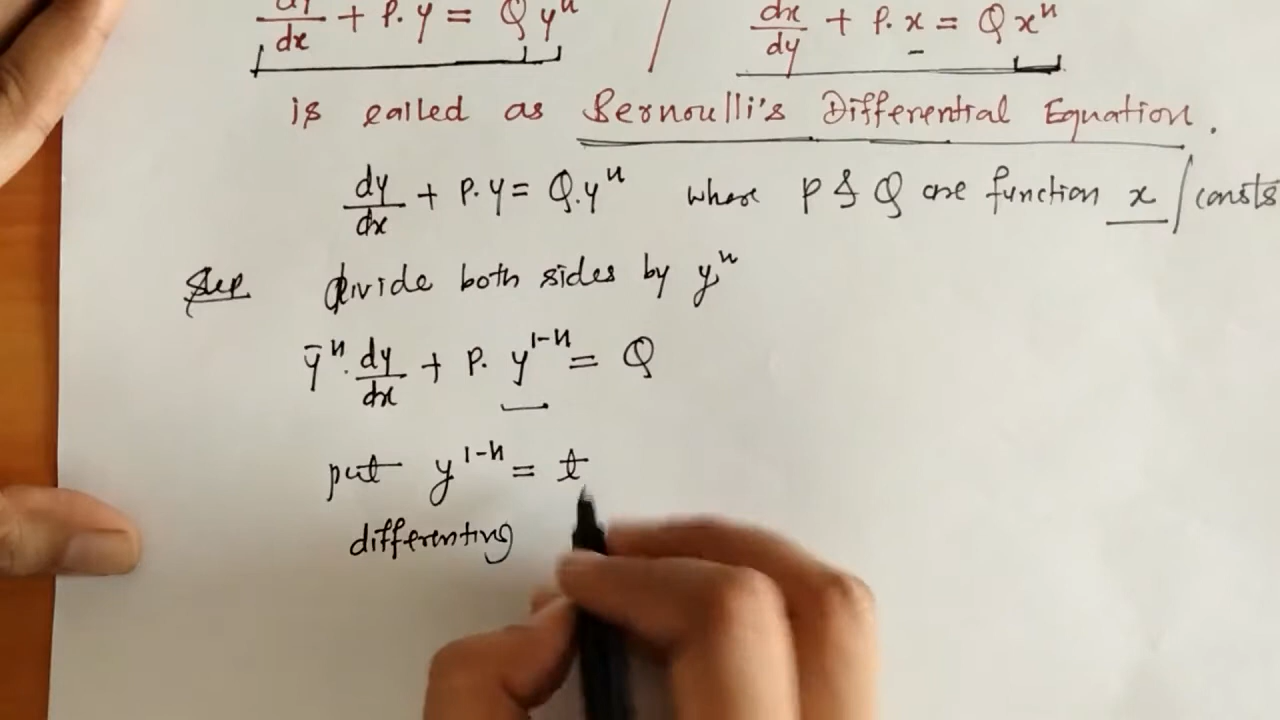 dy/dx + P. y = Q yⁿ / dx/dy + P. x = Q xⁿ
is called as Bernoulli's Differential Equation.
dy/dx + P. y = Q. yⁿ where P & Q are function x / consts
Step divide both sides by yⁿ
y⁻ⁿ. dy/dx + P. y¹⁻ⁿ = Q
put y¹⁻ⁿ = t
differenting